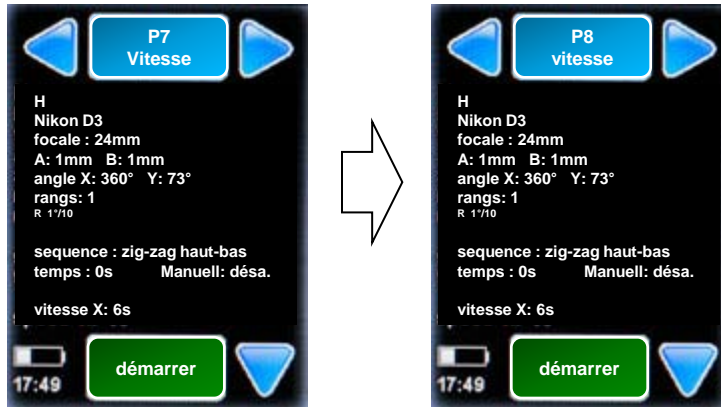 P7
Vitesse
H
Nikon D3
focale : 24mm
A: 1mm B: 1mm
angle X: 360° Y: 73°
rangs: 1
R 1°/10
sequence : zig-zag haut-bas
temps : 0s Manuell: désa.
vitesse X: 6s
17:49
démarrer
P8
vitesse
H
Nikon D3
focale : 24mm
A: 1mm B: 1mm
angle X: 360° Y: 73°
rangs: 1
R 1°/10
sequence : zig-zag haut-bas
temps : 0s Manuell: désa.
vitesse X: 6s
17:49
démarrer